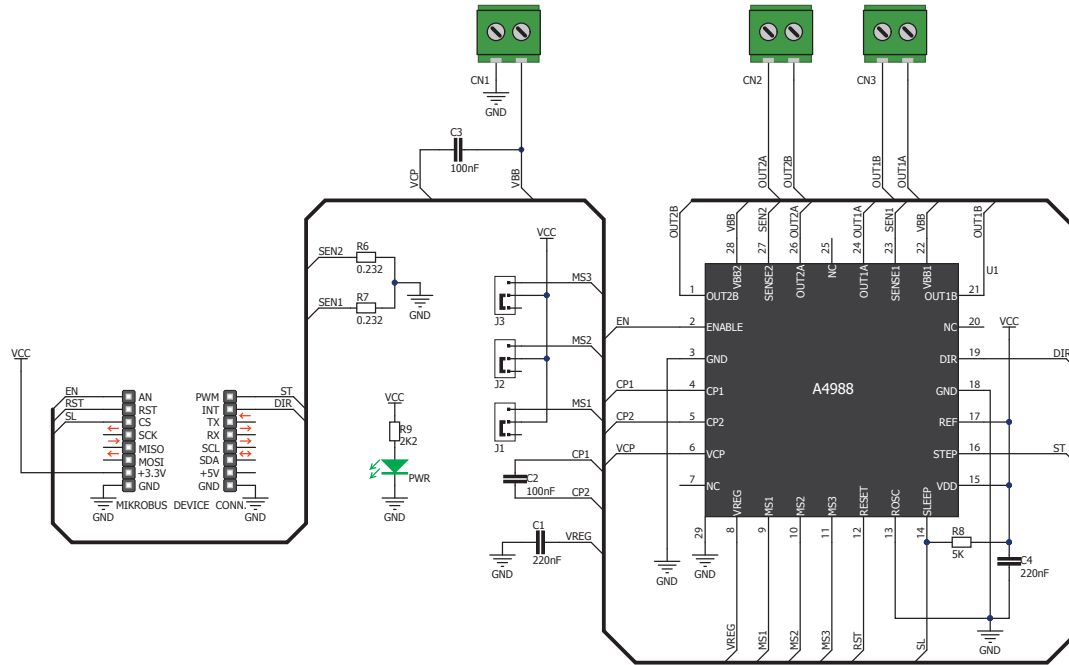 CN1
GND
CN2
CN3
C3
100nF
VCP
VBB
OUT2A
OUT2B
OUT1B
OUT1A
OUT2B
VBB
SEN2
OUT2A
OUT1A
SEN1
VBB
OUT1B
28
27
26
25
24
23
22
VBB2
SENSE2
OUT2A
NC
OUT1A
SENSE1
VBB1
U1
SEN2
R6
0.232
SEN1
R7
0.232
GND
VCC
MS3
J3
MS2
J2
MS1
J1
1
OUT2B
OUT1B
21
EN
2
ENABLE
NC
20
VCC
3
GND
DIR
19
DIR
A4988
CP1
4
CP1
GND
18
CP2
5
CP2
REF
17
VCP
6
VCP
STEP
16
ST
7
NC
VDD
15
VREG
MS1
MS2
MS3
RESET
ROSC
SLEEP
29
8
9
10
11
12
13
14
GND
GND
R8
5K
C4
220nF
GND
VREG
MS1
MS2
MS3
RST
SL
VCC
EN
AN
PWM
ST
RST
RST
INT
DIR
SL
CS
TX
SCK
RX
MISO
SCL
MOSI
SDA
+3.3V
+5V
GND
GND
GND
MIKROBUS DEVICE CONN.
GND
VCC
R9
2K2
PWR
GND
CP1
C2
100nF
CP2
C1
VREG
220nF
GND